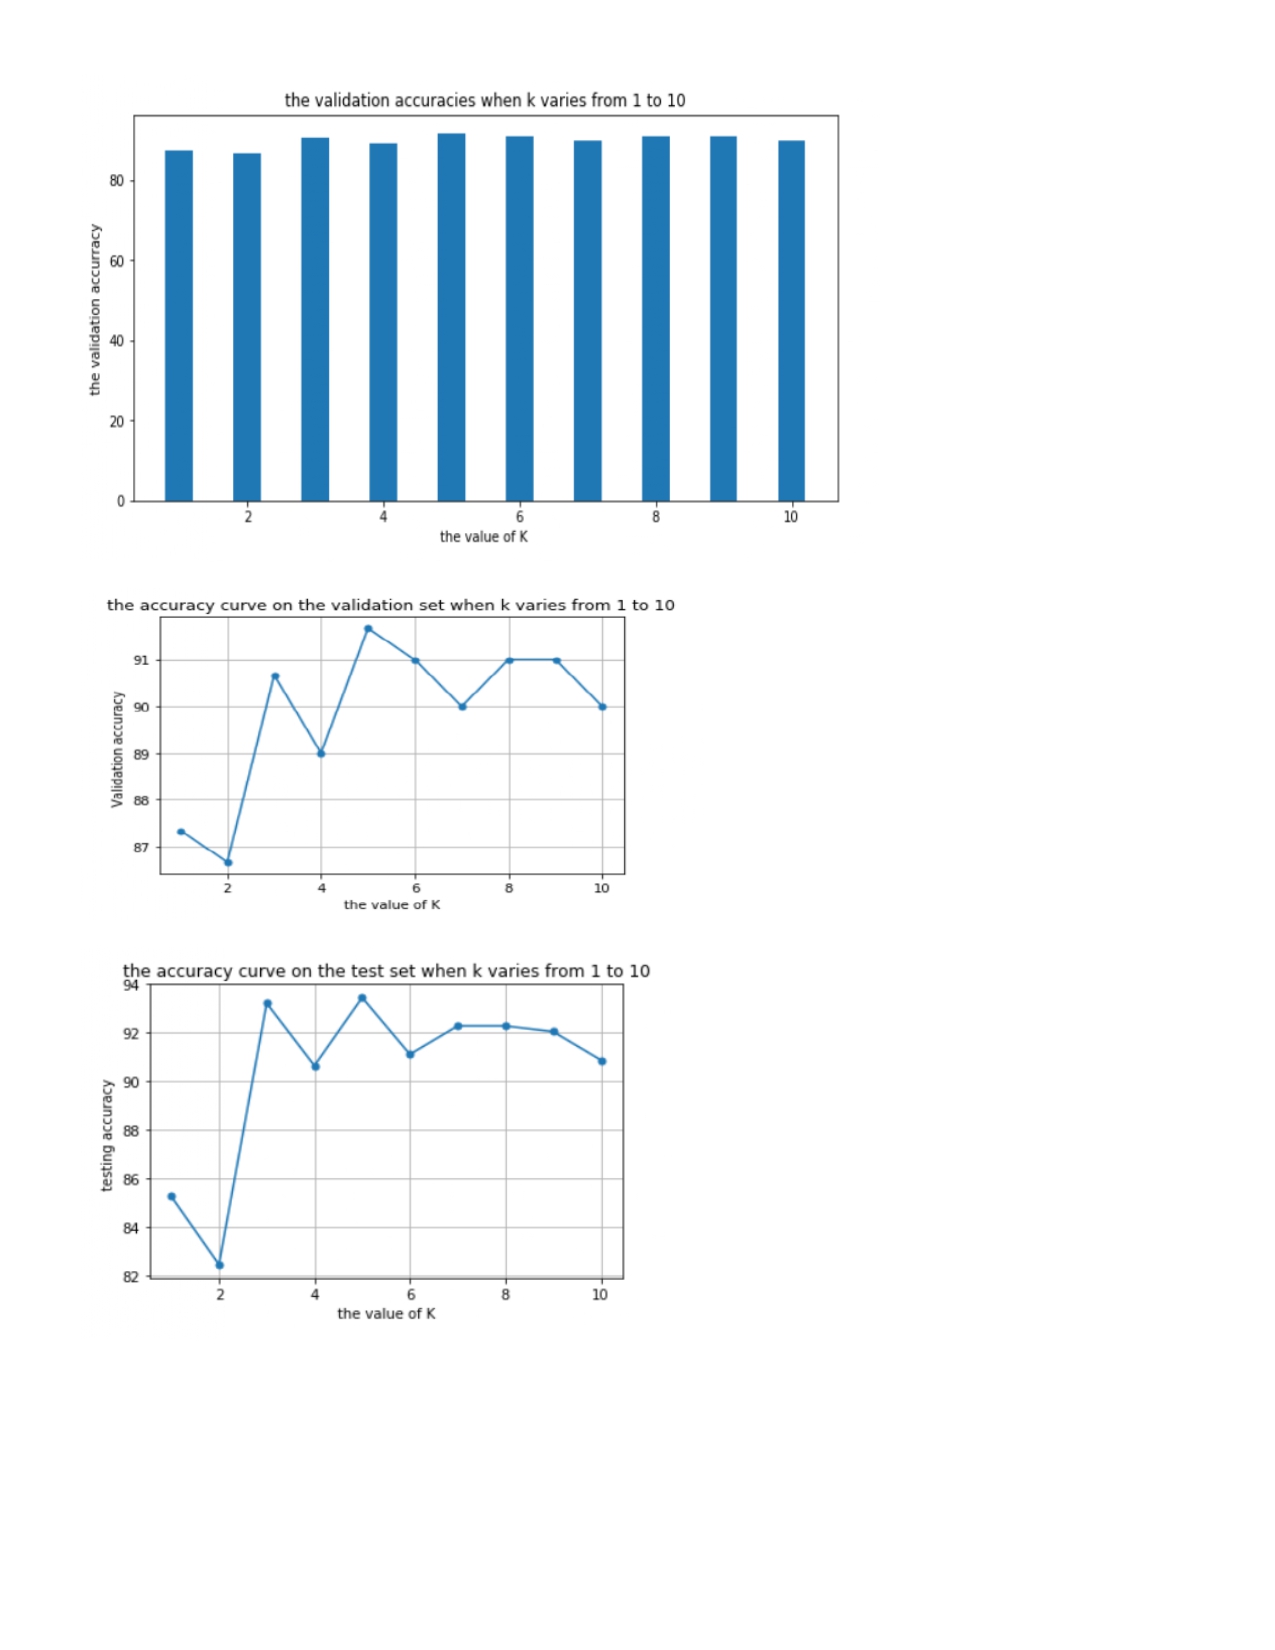 the validation accuracies when k varies from 1 to 10
80
60
40
20
0
the validation accurracy
2 4 6 8 10
the value of K
the accuracy curve on the validation set when k varies from 1 to 10
91
90
89
88
87
Validation accuracy
2 4 6 8 10
the value of K
the accuracy curve on the test set when k varies from 1 to 10
94
92
90
88
86
84
82
testing accuracy
2 4 6 8 10
the value of K